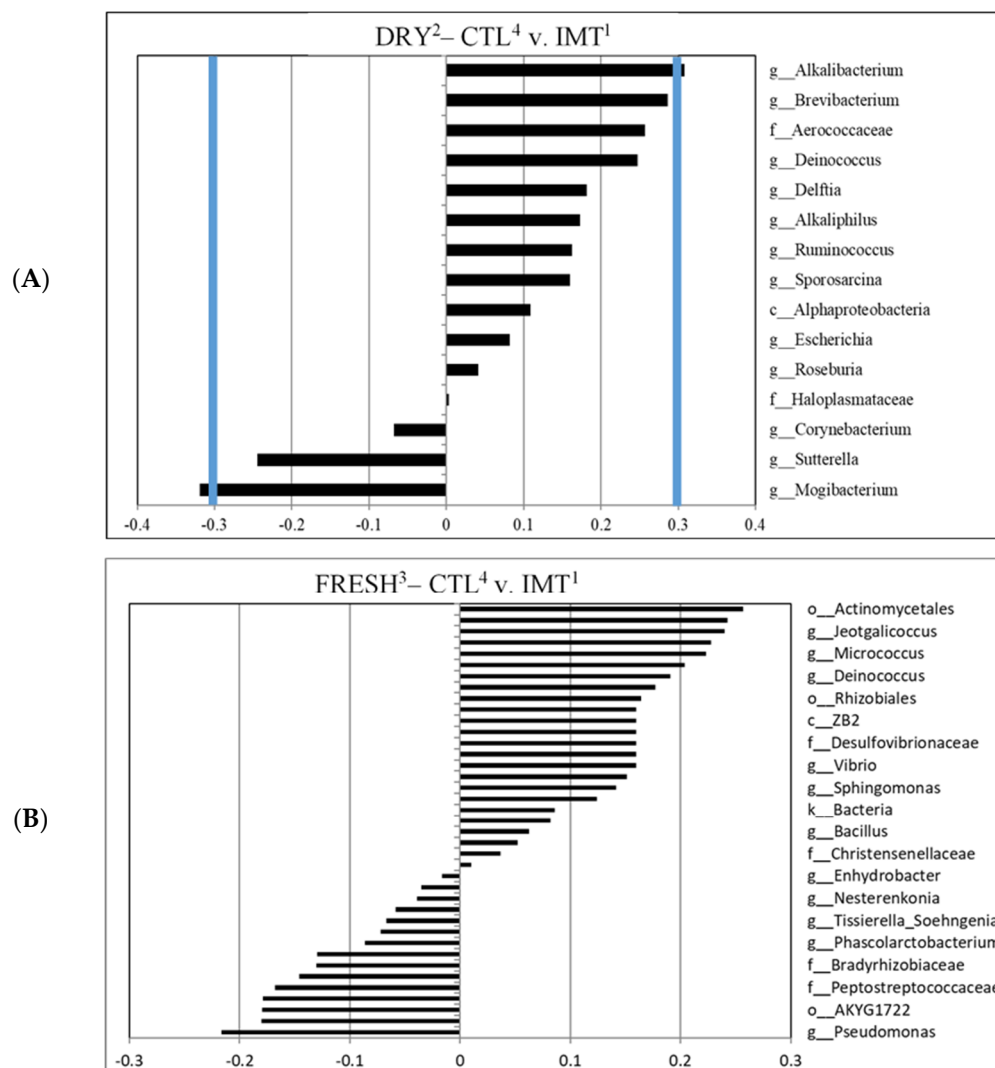 DRY²– CTL⁴ v. IMT¹
g__Alkalibacterium
g__Brevibacterium
f__Aerococcaceae
g__Deinococcus
g__Delftia
g__Alkaliphilus
g__Ruminococcus
g__Sporosarcina
c__Alphaproteobacteria
g__Escherichia
g__Roseburia
f__Haloplasmataceae
g__Corynebacterium
g__Sutterella
g__Mogibacterium
-0.4 -0.3 -0.2 -0.1 0 0.1 0.2 0.3 0.4
(A)
FRESH³– CTL⁴ v. IMT¹
o__Actinomycetales
g__Jeotgalicoccus
g__Micrococcus
g__Deinococcus
o__Rhizobiales
c__ZB2
f__Desulfovibrionaceae
g__Vibrio
g__Sphingomonas
k__Bacteria
g__Bacillus
f__Christensenellaceae
g__Enhydrobacter
g__Nesterenkonia
g__Tissierella_Soehngenia
g__Phascolarctobacterium
f__Bradyrhizobiaceae
f__Peptostreptococcaceae
o__AKYG1722
g__Pseudomonas
-0.3 -0.2 -0.1 0 0.1 0.2 0.3
(B)